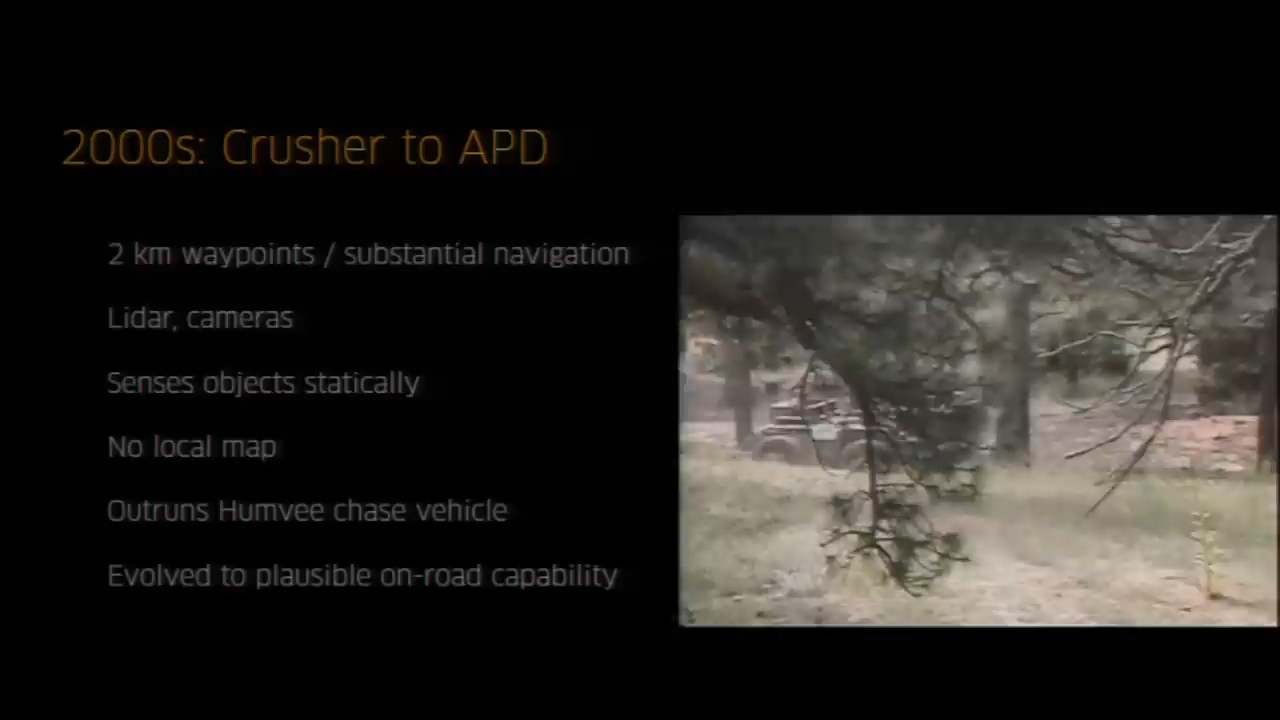 2000s: Crusher to APD
2 km waypoints / substantial navigation
Lidar, cameras
Senses objects statically
No local map
Outruns Humvee chase vehicle
Evolved to plausible on-road capability